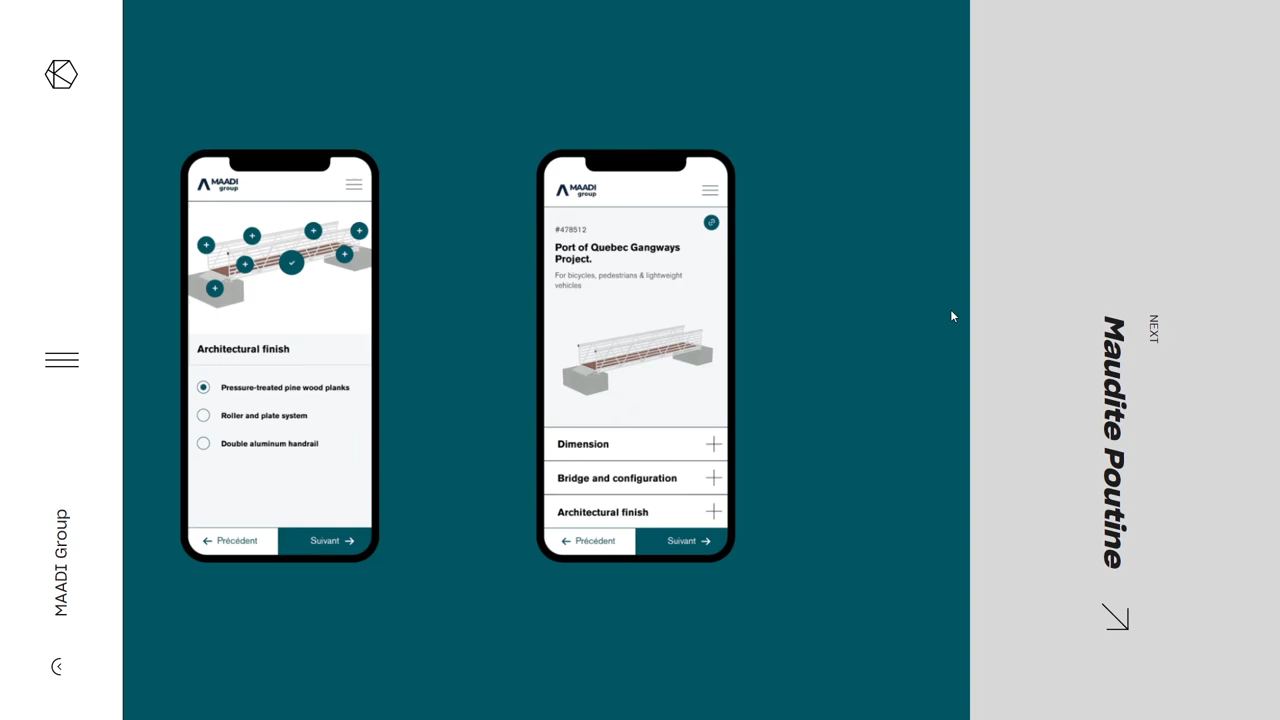 MAADI Group
MAADI
group
Architectural finish
Pressure-treated pine wood planks
Roller and plate system
Double aluminum handrail
Précédent
Suivant
MAADI
group
#478512
Port of Quebec Gangways
Project.
For bicycles, pedestrians & lightweight
vehicles
Dimension
Bridge and configuration
Architectural finish
Précédent
Suivant
NEXT
Maudite Poutine